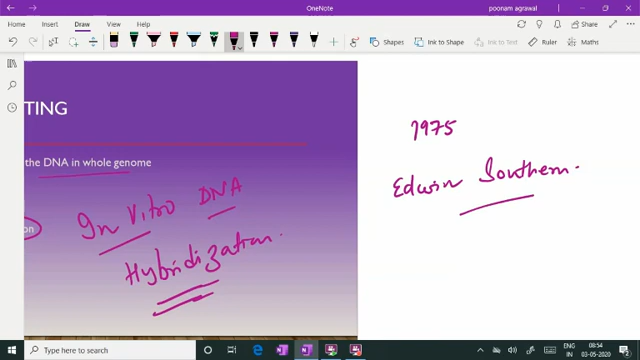 OneNote
poonam agrawal
Home Insert Draw View
Share
Shapes Ink to Shape Ink to Text Ruler Maths
TING
the DNA in whole genome
on
In Vitro DNA
Hybridization.
1975
Edwin Southern.
Type here to search
ENG
IN
08:54
03-05-2020